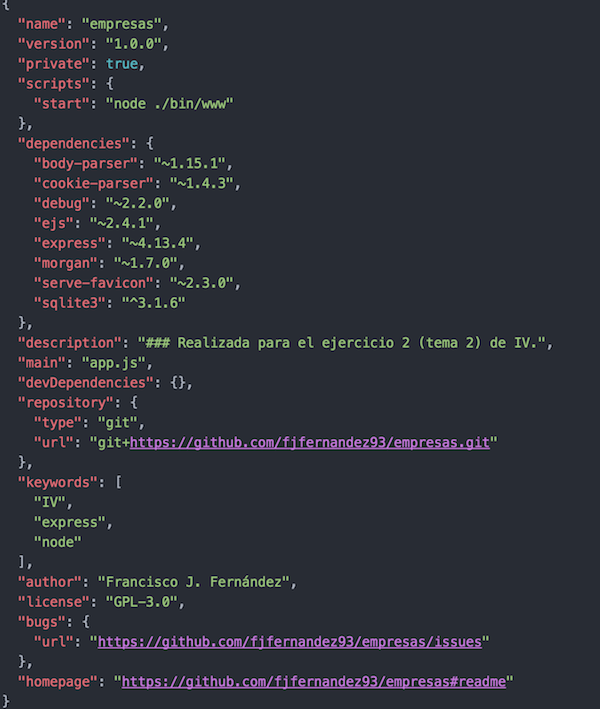 {
  "name": "empresas",
  "version": "1.0.0",
  "private": true,
  "scripts": {
    "start": "node ./bin/www"
  },
  "dependencies": {
    "body-parser": "~1.15.1",
    "cookie-parser": "~1.4.3",
    "debug": "~2.2.0",
    "ejs": "~2.4.1",
    "express": "~4.13.4",
    "morgan": "~1.7.0",
    "serve-favicon": "~2.3.0",
    "sqlite3": "^3.1.6"
  },
  "description": "### Realizada para el ejercicio 2 (tema 2) de IV.",
  "main": "app.js",
  "devDependencies": {},
  "repository": {
    "type": "git",
    "url": "git+https://github.com/fjfernandez93/empresas.git"
  },
  "keywords": [
    "IV",
    "express",
    "node"
  ],
  "author": "Francisco J. Fernández",
  "license": "GPL-3.0",
  "bugs": {
    "url": "https://github.com/fjfernandez93/empresas/issues"
  },
  "homepage": "https://github.com/fjfernandez93/empresas#readme"
}